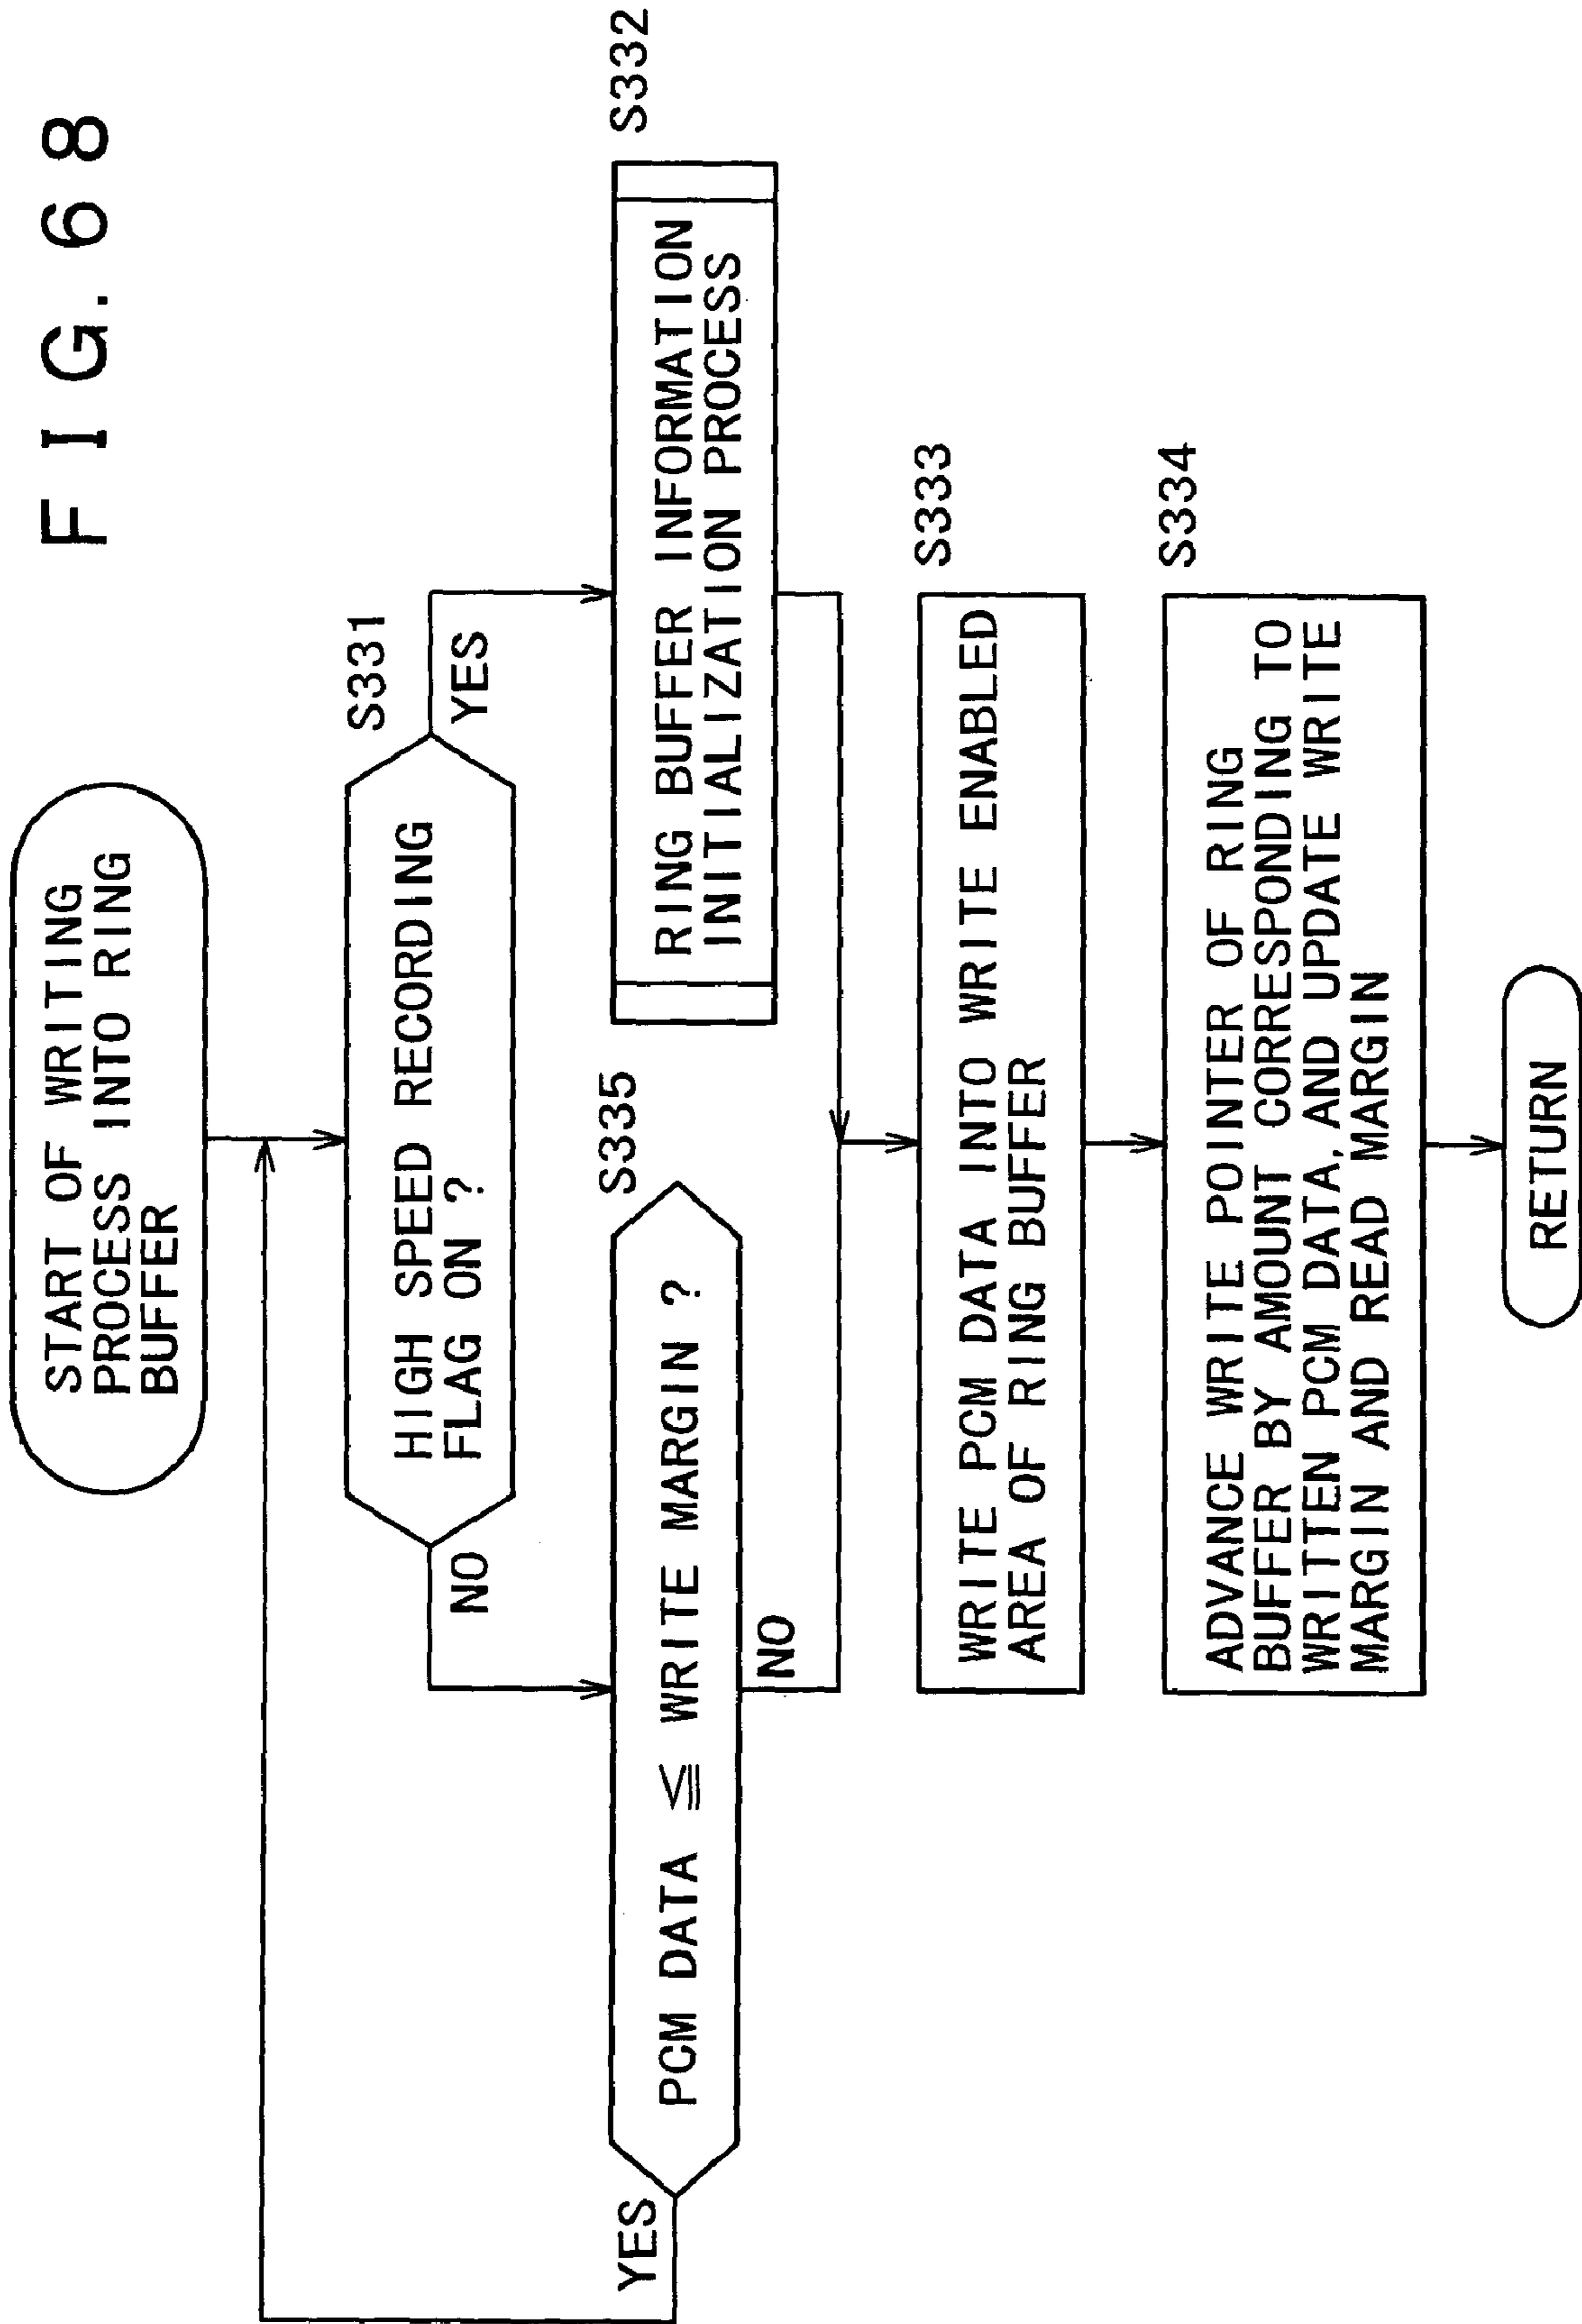 FIG. 68
START OF WRITING
PROCESS INTO RING
BUFFER
S331
HIGH SPEED RECORDING
FLAG ON ?
NO
YES
S335
PCM DATA ≦ WRITE MARGIN ?
YES
NO
S332
RING BUFFER INFORMATION
INITIALIZATION PROCESS
S333
WRITE PCM DATA INTO WRITE ENABLED
AREA OF RING BUFFER
S334
ADVANCE WRITE POINTER OF RING
BUFFER BY AMOUNT CORRESPONDING TO
WRITTEN PCM DATA, AND UPDATE WRITE
MARGIN AND READ MARGIN
RETURN